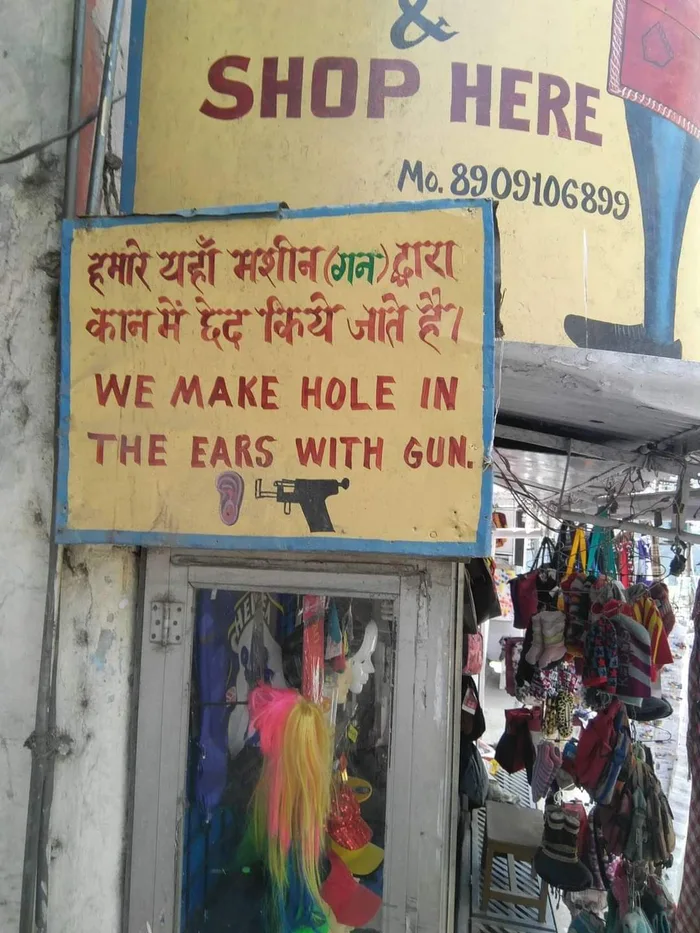 &
SHOP HERE
Mo. 8909106899
हमारे यहाँ मशीन (गन) द्वारा
कान में छेद किये जाते है।
WE MAKE HOLE IN
THE EARS WITH GUN.